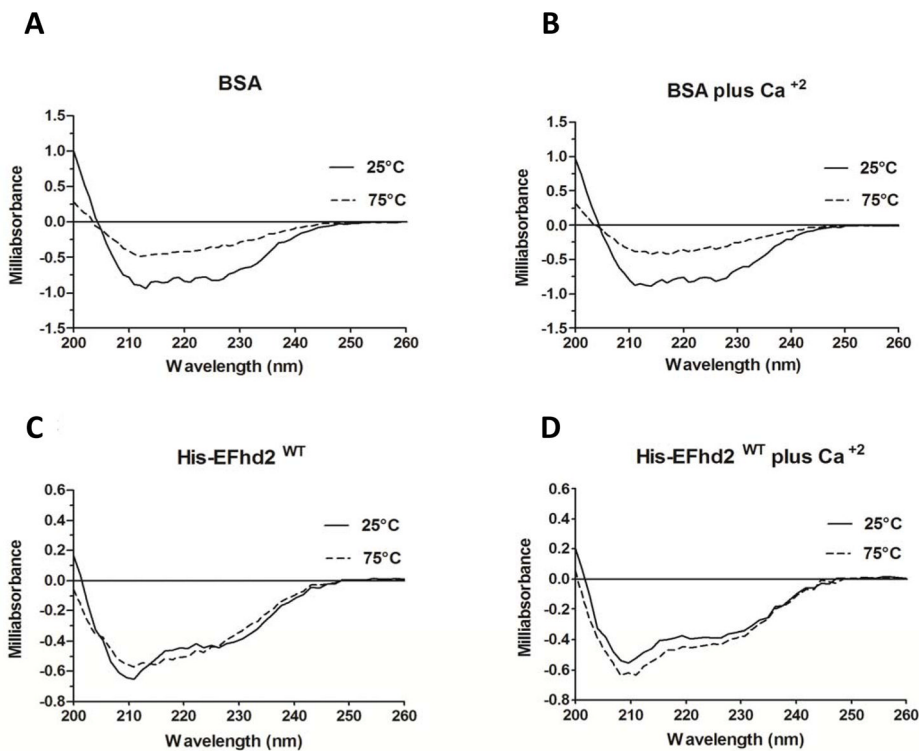 A
BSA
1.5
1.0
0.5
0.0
-0.5
-1.0
-1.5
Milliabsorbance
25°C
75°C
200 210 220 230 240 250 260
Wavelength (nm)
B
BSA plus Ca +2
1.5
1.0
0.5
0.0
-0.5
-1.0
-1.5
Milliabsorbance
25°C
75°C
200 210 220 230 240 250 260
Wavelength (nm)
C
His-EFhd2 WT
0.6
0.4
0.2
0.0
-0.2
-0.4
-0.6
-0.8
Milliabsorbance
25°C
75°C
200 210 220 230 240 250 260
Wavelength (nm)
D
His-EFhd2 WT plus Ca+2
0.6
0.4
0.2
0.0
-0.2
-0.4
-0.6
-0.8
Milliabsorbance
25°C
75°C
200 210 220 230 240 250 260
Wavelength (nm)